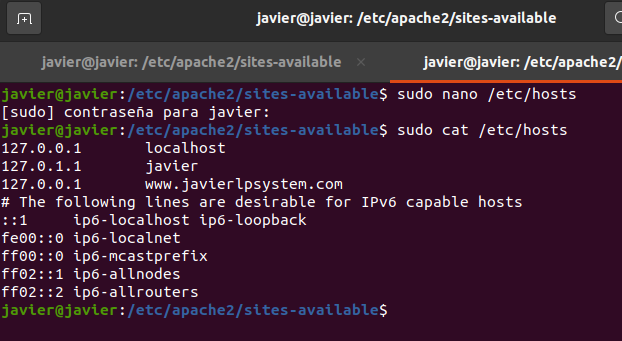 javier@javier: /etc/apache2/sites-available
javier@javier: /etc/apache2/sites-available × javier@javier: /etc/apache2/
javier@javier:/etc/apache2/sites-available$ sudo nano /etc/hosts
[sudo] contraseña para javier:
javier@javier:/etc/apache2/sites-available$ sudo cat /etc/hosts
127.0.0.1 localhost
127.0.1.1 javier
127.0.0.1 www.javierlpsystem.com
# The following lines are desirable for IPv6 capable hosts
::1 ip6-localhost ip6-loopback
fe00::0 ip6-localnet
ff00::0 ip6-mcastprefix
ff02::1 ip6-allnodes
ff02::2 ip6-allrouters
javier@javier:/etc/apache2/sites-available$